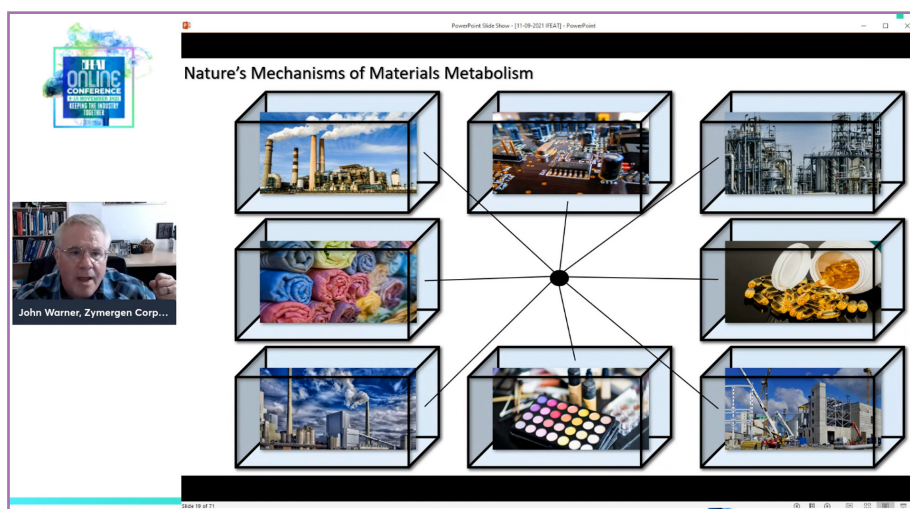 PowerPoint Slide Show - [11-09-2021 IFEAT] - PowerPoint
IFEAT
ONLINE
CONFERENCE
KEEPING THE INDUSTRY
TOGETHER
Nature's Mechanisms of Materials Metabolism
John Warner, Zymergen Corp...
Slide 19 of 71